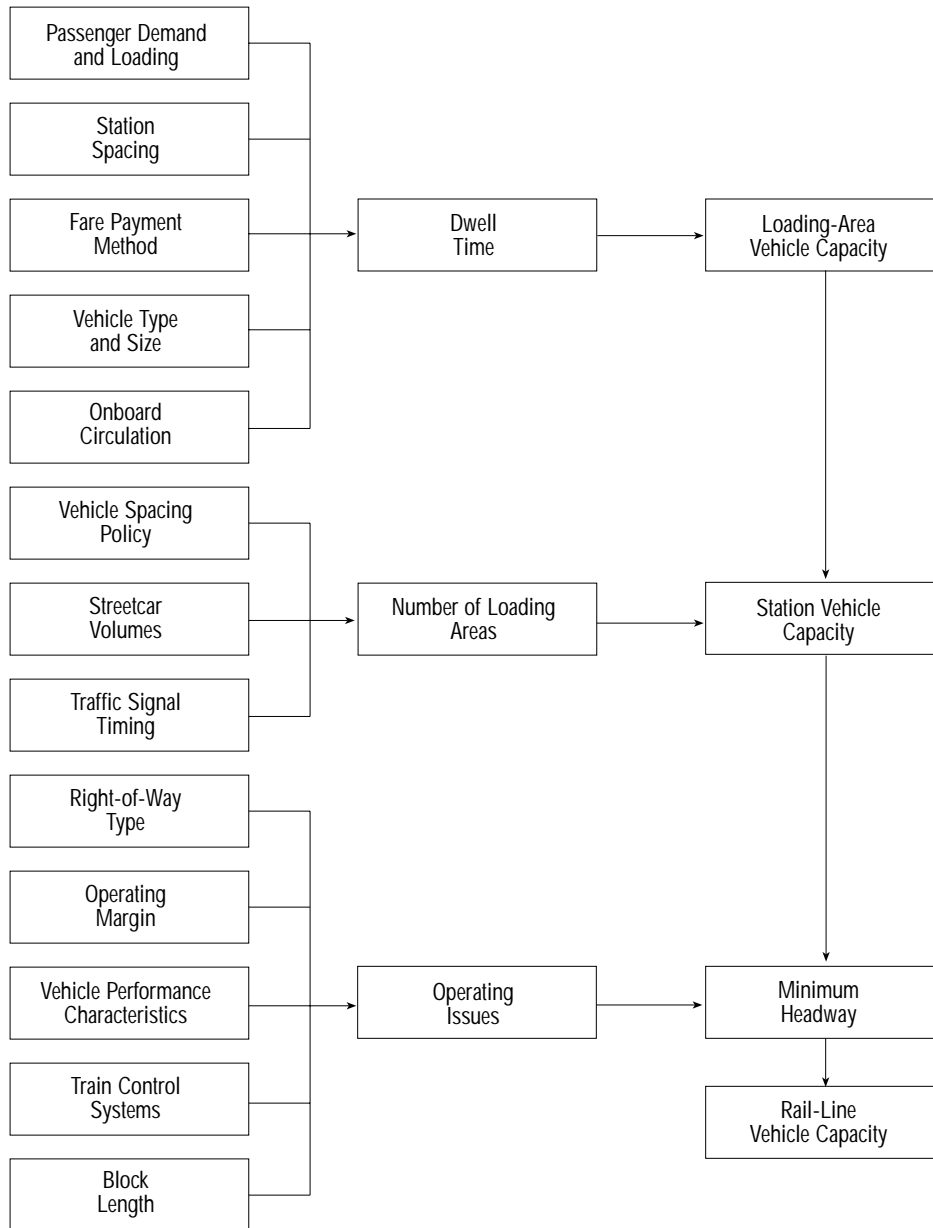 Passenger Demand
and Loading
Station
Spacing
Fare Payment
Method
Dwell
Time
Loading-Area
Vehicle Capacity
Vehicle Type
and Size
Onboard
Circulation
Vehicle Spacing
Policy
Streetcar
Volumes
Number of Loading
Areas
Station Vehicle
Capacity
Traffic Signal
Timing
Right-of-Way
Type
Operating
Margin
Vehicle Performance
Characteristics
Operating
Issues
Minimum
Headway
Train Control
Systems
Rail-Line
Vehicle Capacity
Block
Length